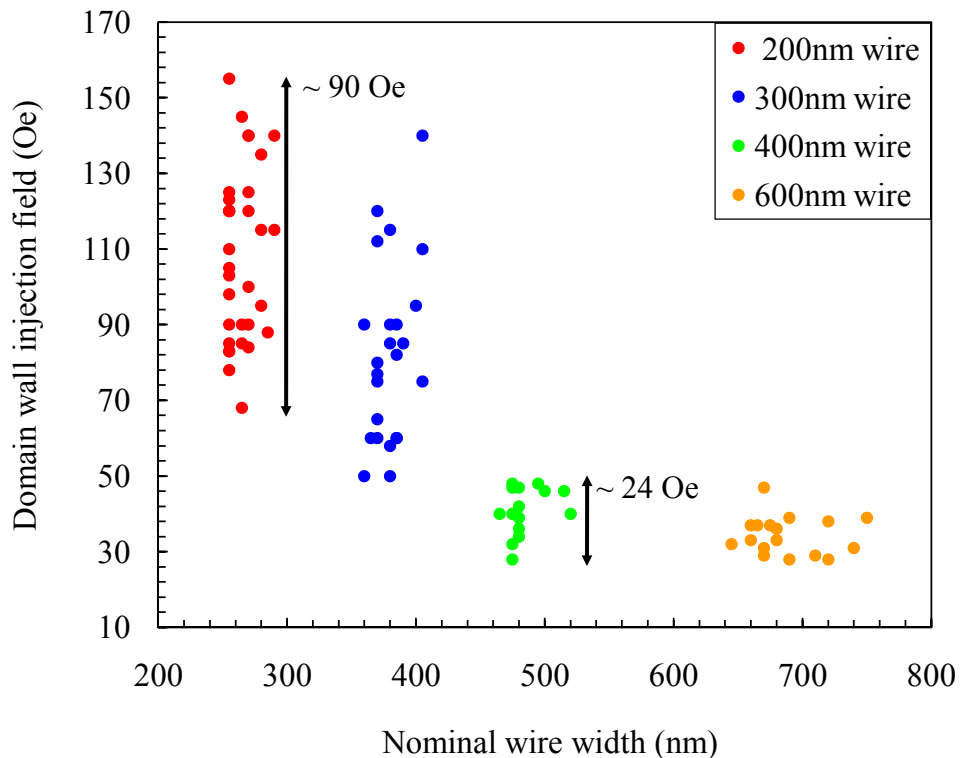 170
150
130
110
90
70
50
30
10
200
300
400
500
600
700
800
Domain wall injection field (Oe)
Nominal wire width (nm)
~ 90 Oe
~ 24 Oe
200nm wire
300nm wire
400nm wire
600nm wire